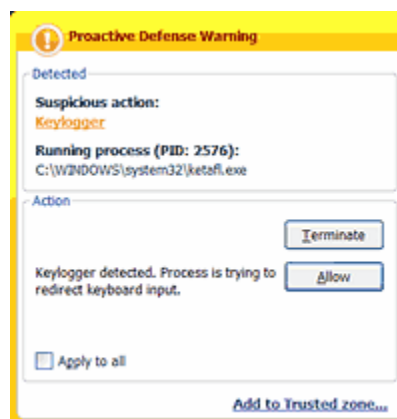 Proactive Defense Warning
Detected
Suspicious action:
Keylogger
Running process (PID: 2576):
C:\WINDOWS\system32\ketafl.exe
Action
Terminate
Keylogger detected. Process is trying to
redirect keyboard input.
Allow
Apply to all
Add to Trusted zone...